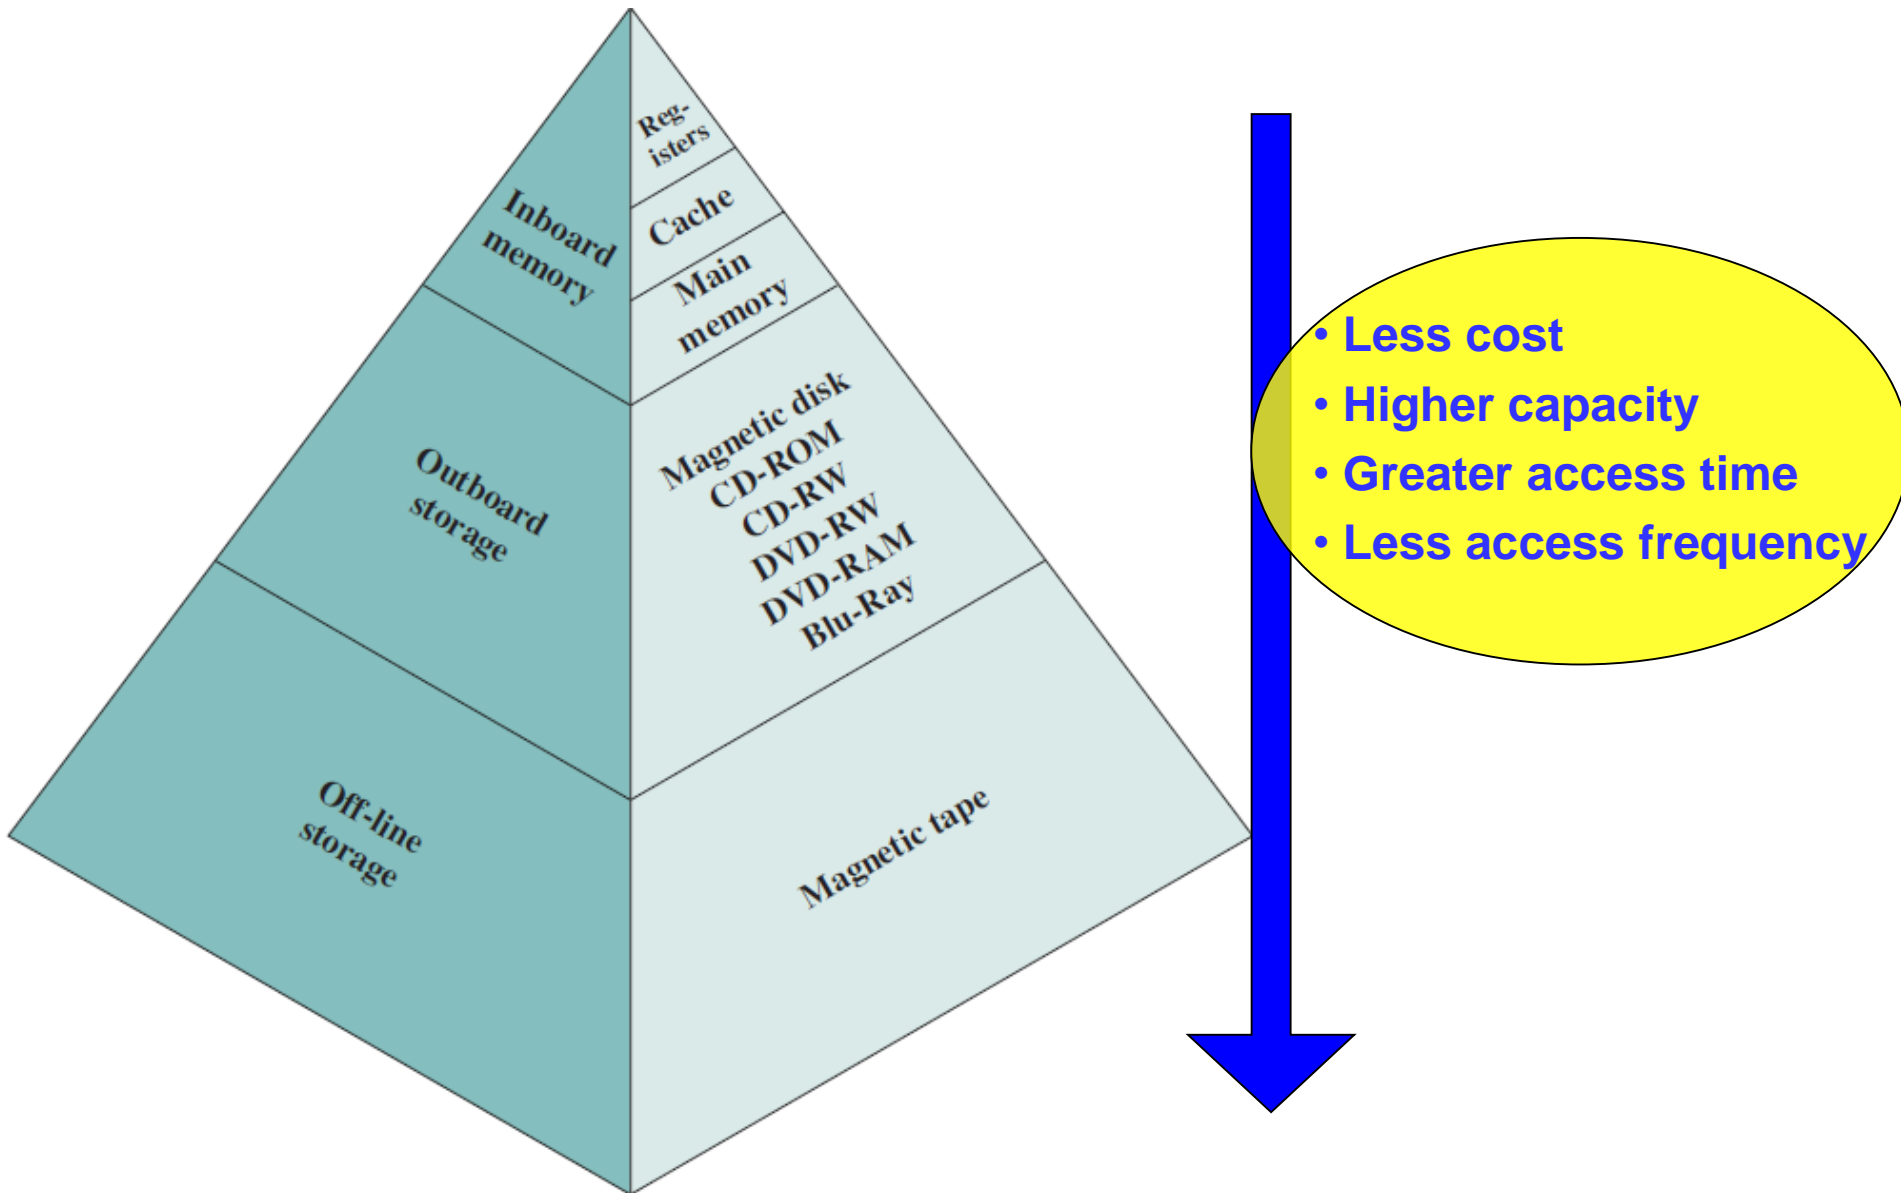 Inboard
memory
Outboard
storage
Off-line
storage
Reg-
isters
Cache
Main
memory
Magnetic disk
CD-ROM
CD-RW
DVD-RW
DVD-RAM
Blu-Ray
Magnetic tape
• Less cost
• Higher capacity
• Greater access time
• Less access frequency